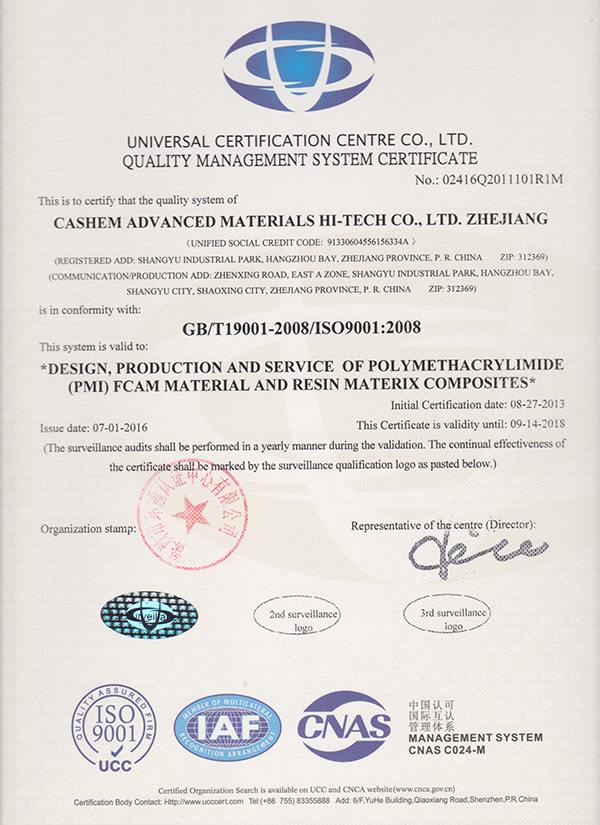 UNIVERSAL CERTIFICATION CENTRE CO., LTD.
QUALITY MANAGEMENT SYSTEM CERTIFICATE
No.: 02416Q2011101R1M
This is to certify that the quality system of
CASHEM ADVANCED MATERIALS HI-TECH CO., LTD. ZHEJIANG
(UNIFIED SOCIAL CREDIT CODE: 91330604556156334A )
(REGISTERED ADD: SHANGYU INDUSTRIAL PARK, HANGZHOU BAY, ZHEJIANG PROVINCE, P. R. CHINA ZIP: 312369)
(COMMUNICATION/PRODUCTION ADD: ZHENXING ROAD, EAST A ZONE, SHANGYU INDUSTRIAL PARK, HANGZHOU BAY,
SHANGYU CITY, SHAOXING CITY, ZHEJIANG PROVINCE, P. R. CHINA ZIP: 312369)
is in conformity with:
GB/T19001-2008/ISO9001:2008
This system is valid to:
*DESIGN, PRODUCTION AND SERVICE OF POLYMETHACRYLIMIDE
(PMI) FCAM MATERIAL AND RESIN MATERIX COMPOSITES*
Initial Certification date: 08-27-2013
Issue date: 07-01-2016 This Certificate is validity until: 09-14-2018
(The surveillance audits shall be performed in a yearly manner during the validation. The continual effectiveness of
the certificate shall be marked by the surveillance qualification logo as pasted below.)
Organization stamp: Representative of the centre (Director):
2nd surveillance
logo
3rd surveillance
logo
QUALITY ASSURED FIRM
ISO
9001
UCC
MEMBER OF MULTILATERAL
IAF
RECOGNITION ARRANGEMENT
CNAS
中国认可
国际互认
管理体系
MANAGEMENT SYSTEM
CNAS C024-M
Certified Organization Search is available on UCC and CNCA website(www.cnca.gov.cn)
Certification Body Contact: Http://www.ucccert.com Tel:(+86 755) 83355888 Add: 6/F,YuHe Building,Qiaoxiang Road,Shenzhen,P.R.China